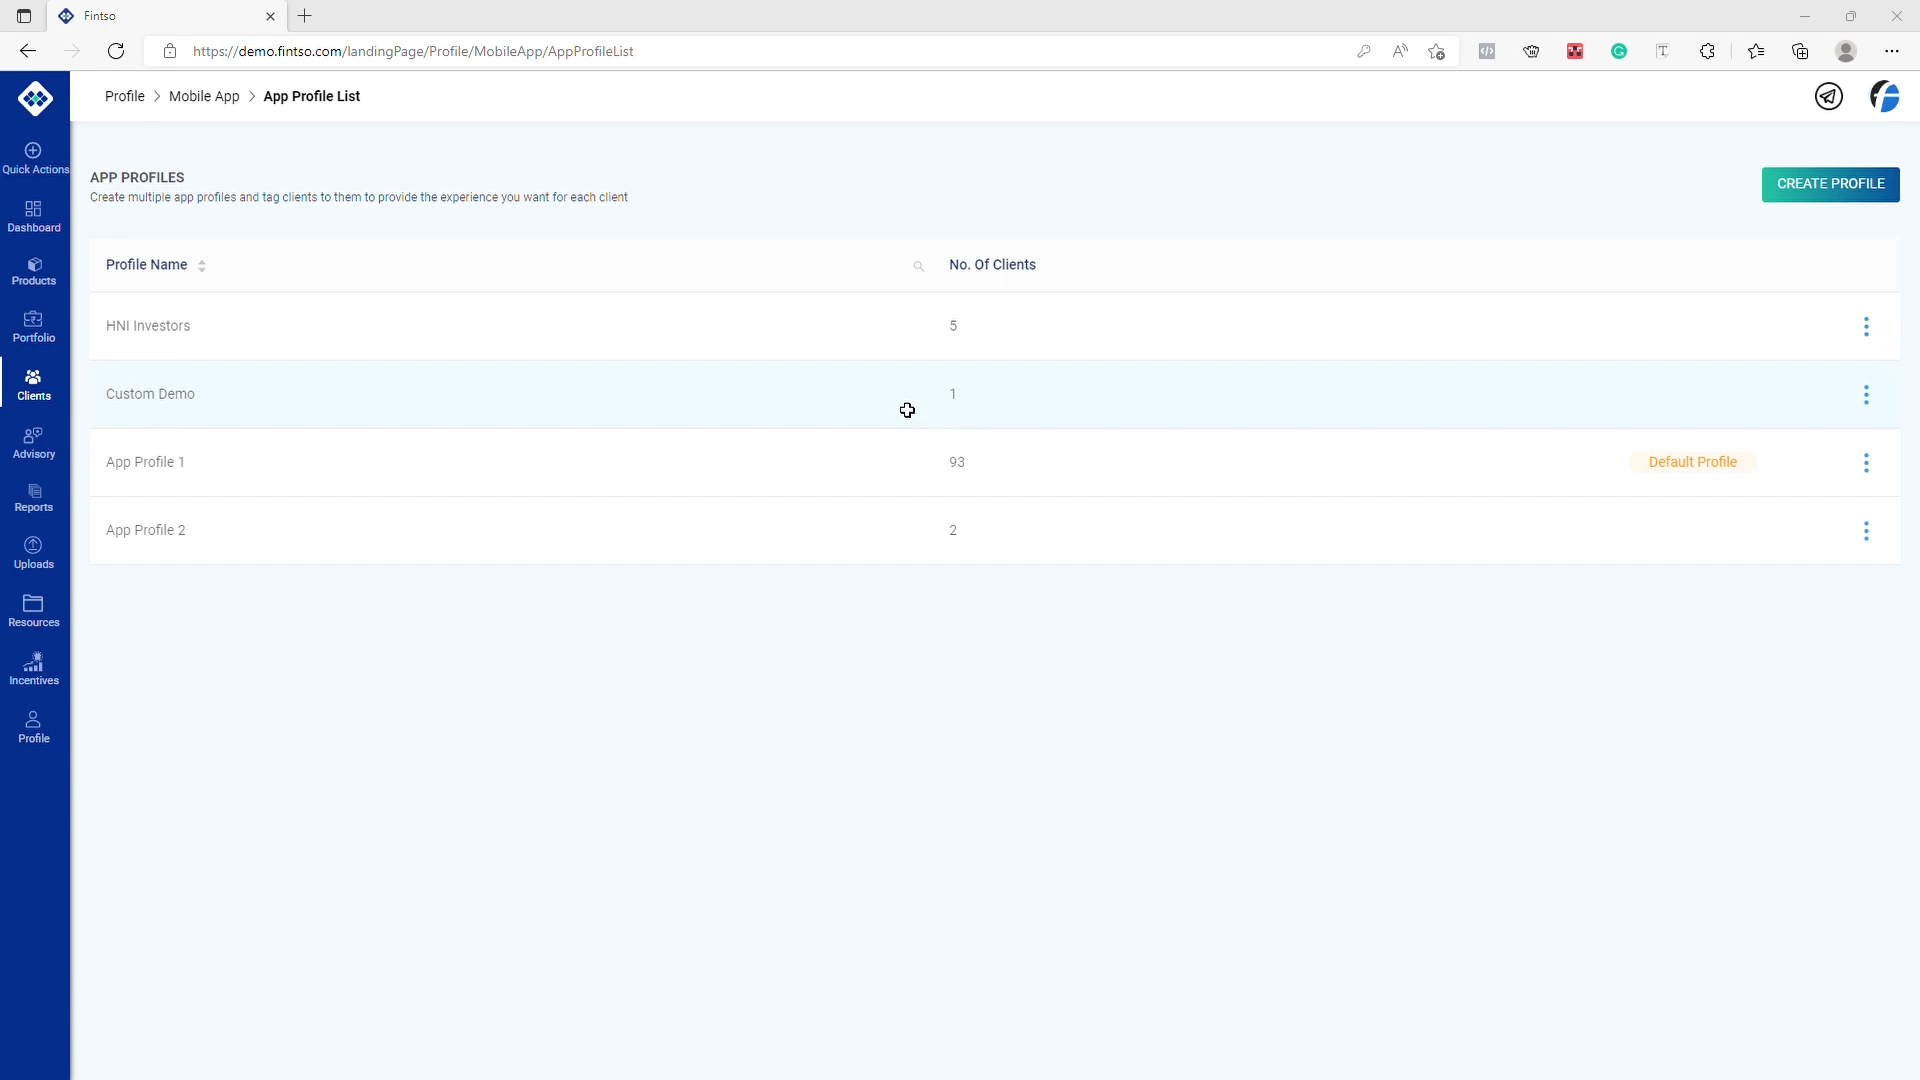 Fintso
https://demo.fintso.com/landingPage/Profile/MobileApp/AppProfileList
Profile > Mobile App > App Profile List
Quick Actions
Dashboard
Products
Portfolio
Clients
Advisory
Reports
Uploads
Resources
Incentives
Profile
APP PROFILES
Create multiple app profiles and tag clients to them to provide the experience you want for each client
CREATE PROFILE
Profile Name No. Of Clients
HNI Investors 5
Custom Demo 1
App Profile 1 93 Default Profile
App Profile 2 2